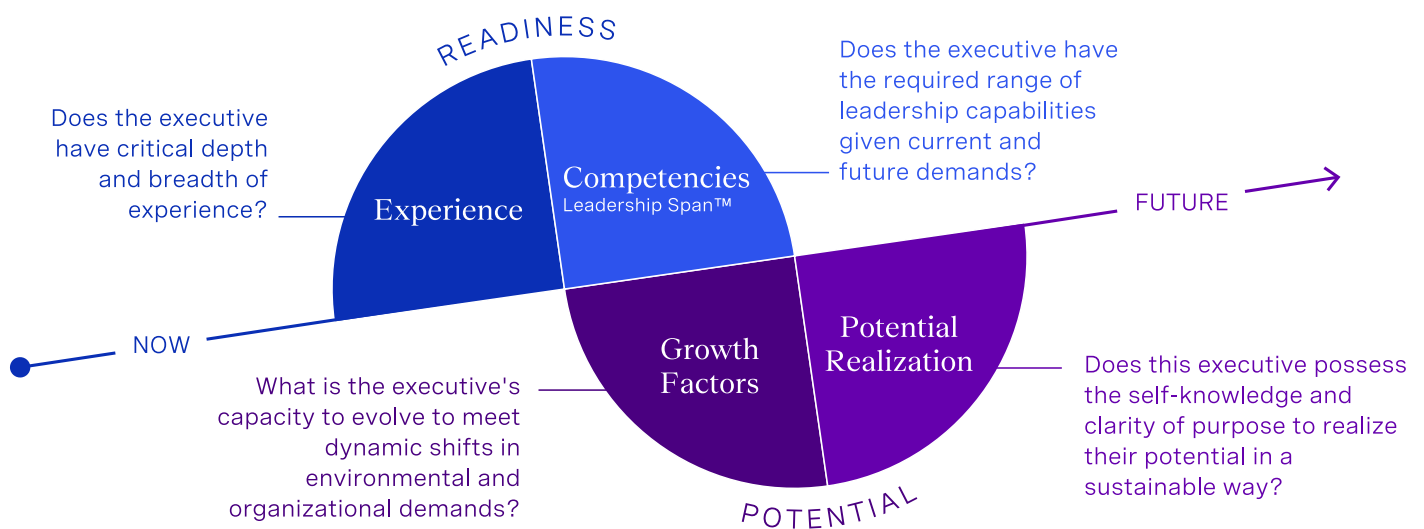 READINESS
Does the executive
have critical depth
and breadth of
experience?
Experience
Competencies
Leadership Span™
Does the executive have
the required range of
leadership capabilities
given current and
future demands?
NOW
FUTURE
What is the executive's
capacity to evolve to meet
dynamic shifts in
environmental and
organizational demands?
Growth
Factors
Potential
Realization
Does this executive possess
the self-knowledge and
clarity of purpose to realize
their potential in a
sustainable way?
POTENTIAL